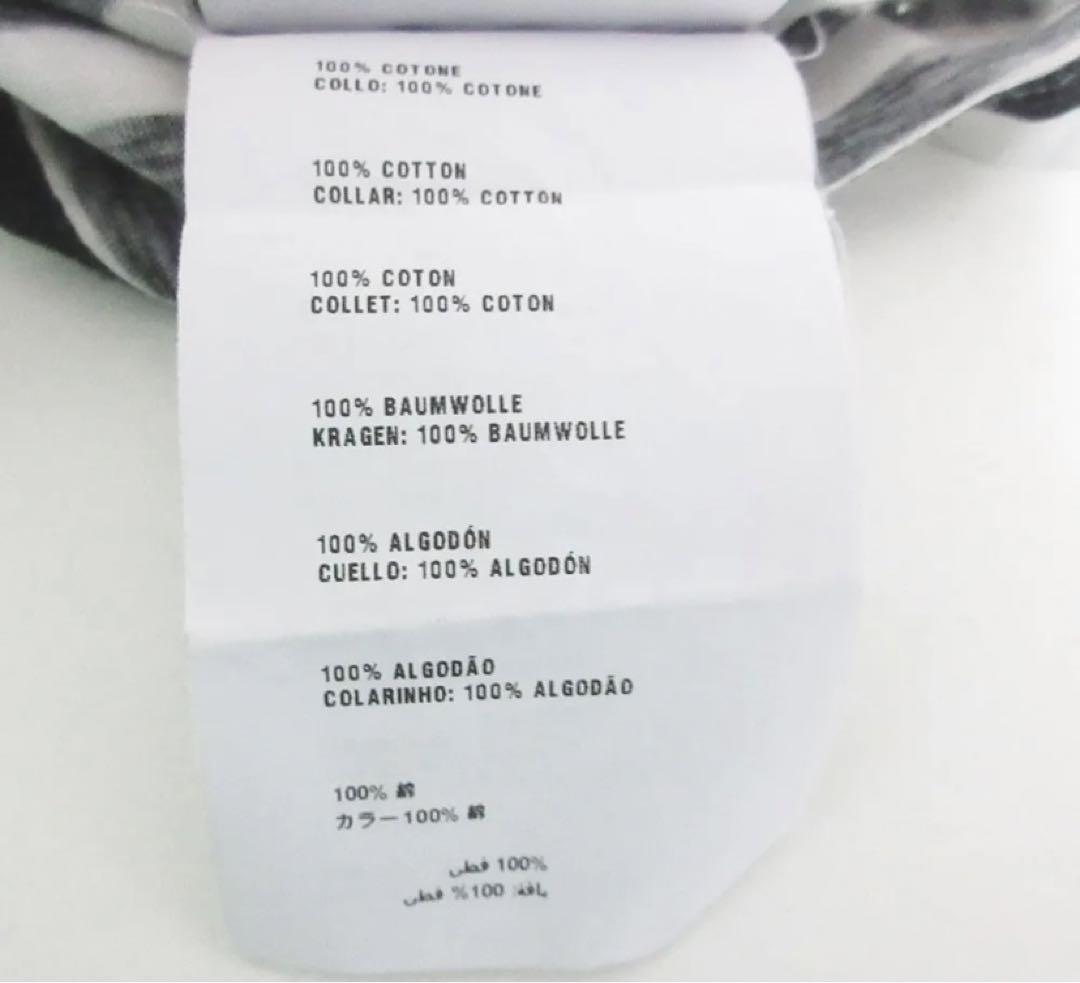 100% COTONE
COLLO: 100% COTONE
100% COTTON
COLLAR: 100% COTTON
100% COTON
COLLET: 100% COTON
100% BAUMWOLLE
KRAGEN: 100% BAUMWOLLE
100% ALGODÓN
CUELLO: 100% ALGODÓN
100% ALGODÃO
COLARINHO: 100% ALGODÃO
100% 綿
カラー100% 綿
100% قطن
ياقة: 100% قطن